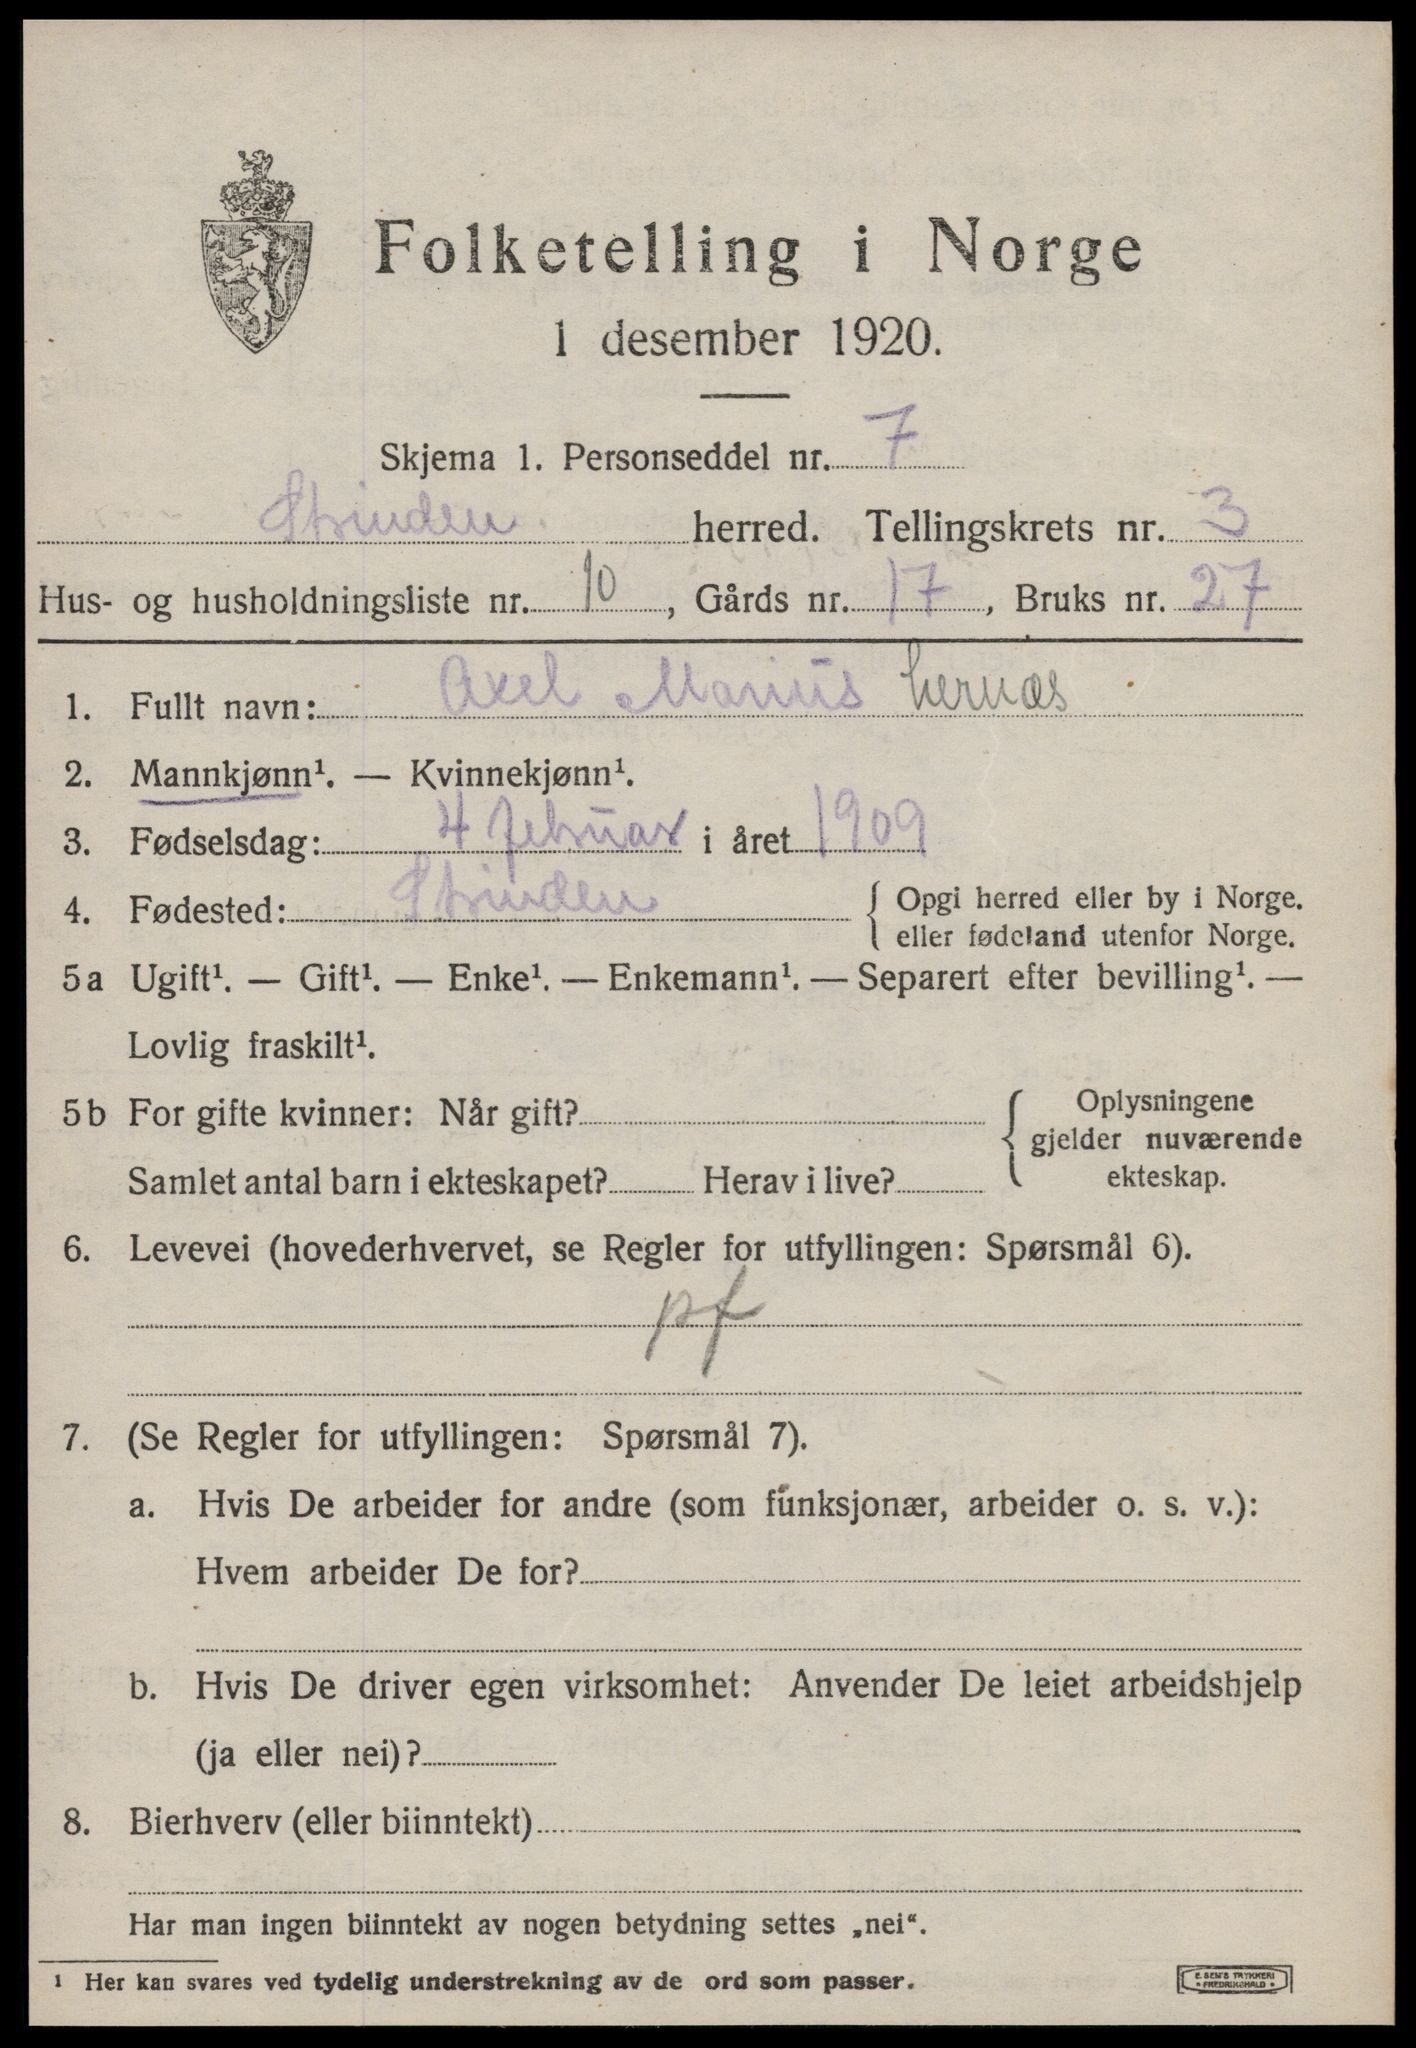 Folketelling i Norge
1 desember 1920.
Skjema 1. Personseddel nr. 7
Strinden herred. Tellingskrets nr. 3
Hus- og husholdningsliste nr. 10, Gårds nr. 17, Bruks nr. 27
1. Fullt navn: Axel Marius Lernæs
2. Mannkjønn¹. — Kvinnekjønn¹.
3. Fødselsdag: 4 februar i året 1909
4. Fødested: Strinden { Opgi herred eller by i Norge.
eller fødeland utenfor Norge.
5a Ugift¹. — Gift¹. — Enke¹. — Enkemann¹. — Separert efter bevilling¹. —
Lovlig fraskilt¹.
5b For gifte kvinner: Når gift? { Oplysningene
gjelder nuværende
Samlet antal barn i ekteskapet? Herav i live? ekteskap.
6. Levevei (hovederhvervet, se Regler for utfyllingen: Spørsmål 6).
pf
7. (Se Regler for utfyllingen: Spørsmål 7).
a. Hvis De arbeider for andre (som funksjonær, arbeider o. s. v.):
Hvem arbeider De for?
b. Hvis De driver egen virksomhet: Anvender De leiet arbeidshjelp
(ja eller nei)?
8. Bierhverv (eller biinntekt)
Har man ingen biinntekt av nogen betydning settes „nei“.
¹ Her kan svares ved tydelig understrekning av de ord som passer.
E. SEM'S TRYKKERI
FREDRIKSHALD